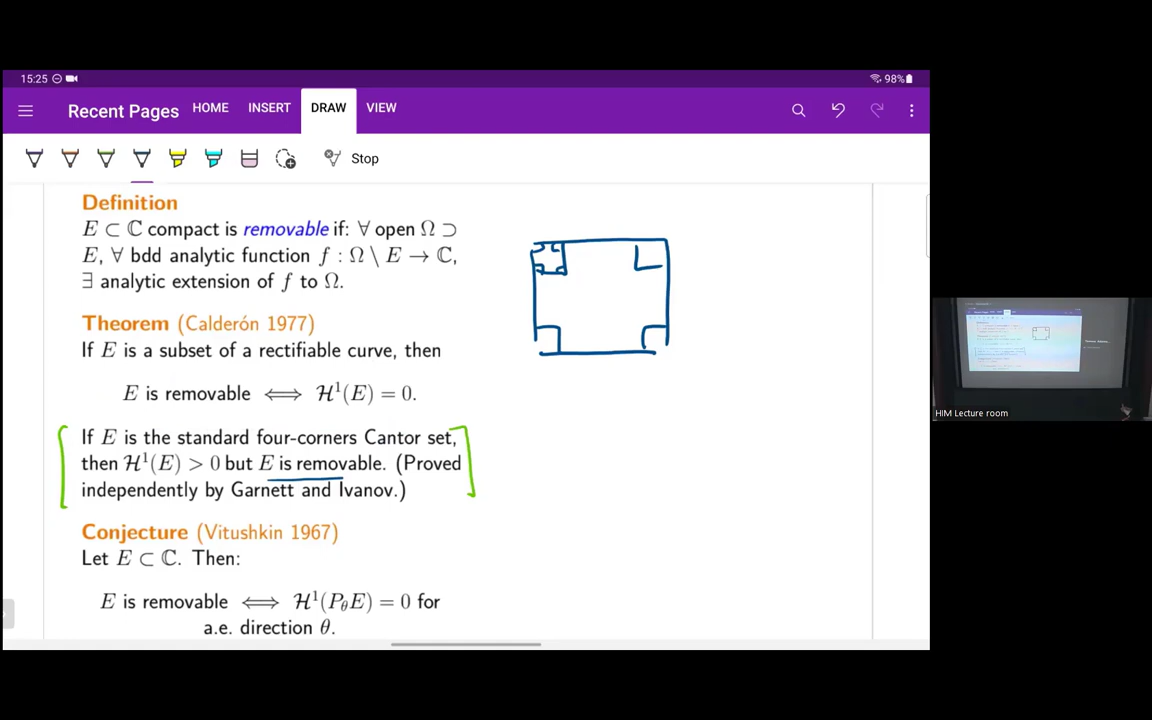 15:25 98%
Recent Pages HOME INSERT DRAW VIEW
Stop
Definition
E ⊂ ℂ compact is removable if: ∀ open Ω ⊃
E, ∀ bdd analytic function f : Ω \ E → ℂ,
∃ analytic extension of f to Ω.
Theorem (Calderón 1977)
If E is a subset of a rectifiable curve, then
E is removable ⟺ ℋ¹(E) = 0.
If E is the standard four-corners Cantor set,
then ℋ¹(E) > 0 but E is removable. (Proved
independently by Garnett and Ivanov.)
Conjecture (Vitushkin 1967)
Let E ⊂ ℂ. Then:
E is removable ⟺ ℋ¹(P_θE) = 0 for
a.e. direction θ.
HIM Lecture room